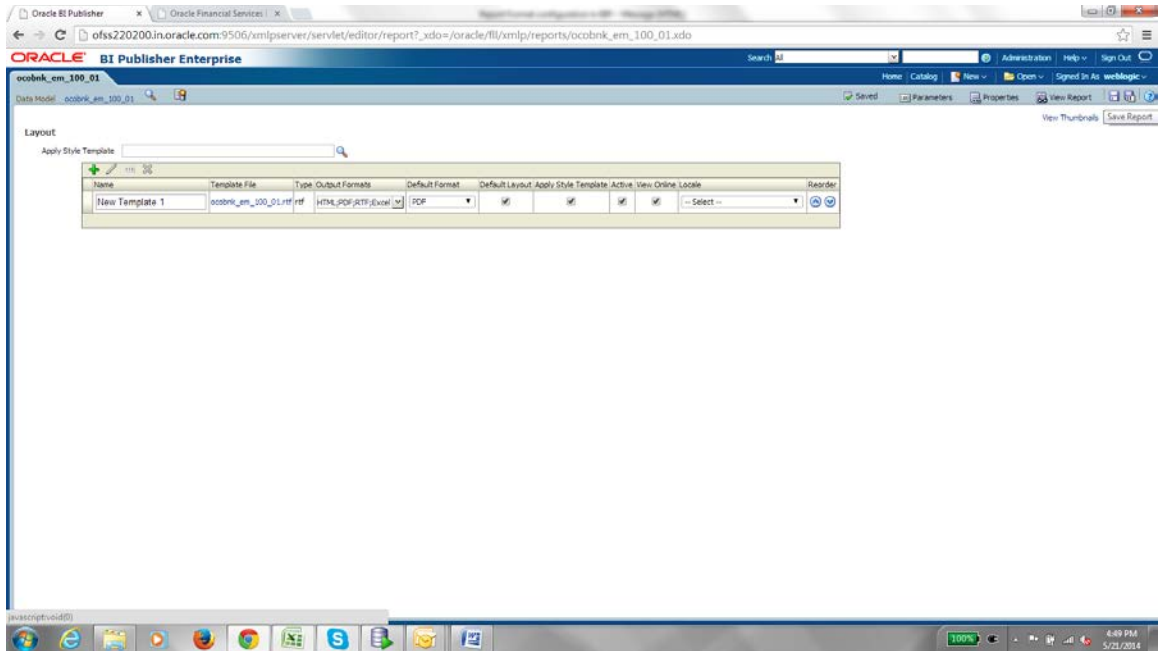 Oracle BI Publisher
Oracle Financial Services
ofss220200.in.oracle.com:9506/xmlpserver/servlet/editor/report?_xdo=/oracle/fll/xmlp/reports/ocobnk_em_100_01.xdo
ORACLE BI Publisher Enterprise
Search All
Administration Help Sign Out
ocobnk_em_100_01
Home Catalog New Open Signed In As weblogic
Data Model ocobnk_em_100_01
Saved Parameters Properties View Report
View Thumbnails Save Report
Layout
Apply Style Template
Name Template File Type Output Formats Default Format Default Layout Apply Style Template Active View Online Locale Reorder
New Template 1 ocobnk_em_100_01.rtf rtf HTML;PDF;RTF;Excel PDF -- Select --
javascript:void(0)
100%
4:49 PM
5/21/2014